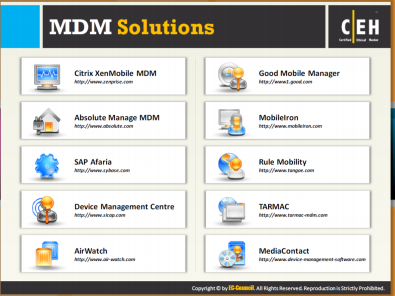 MDM Solutions
C|EH
Certified Ethical Hacker
Citrix XenMobile MDM
http://www.zenprise.com
Good Mobile Manager
http://www1.good.com
Absolute Manage MDM
http://www.absolute.com
MobileIron
http://www.mobileiron.com
SAP Afaria
http://www.sybase.com
Rule Mobility
http://www.tangoe.com
Device Management Centre
http://www.sicap.com
TARMAC
http://www.tarmac-mdm.com
AirWatch
http://www.air-watch.com
MediaContact
http://www.device-management-software.com
Copyright © by EC-Council. All Rights Reserved. Reproduction is Strictly Prohibited.